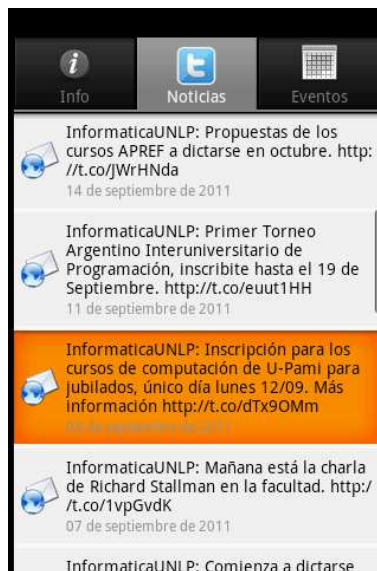 Info
Noticias
Eventos
InformaticaUNLP: Propuestas de los
cursos APREF a dictarse en octubre. http:
//t.co/JWrHNda
14 de septiembre de 2011
InformaticaUNLP: Primer Torneo
Argentino Interuniversitario de
Programación, inscribite hasta el 19 de
Septiembre. http://t.co/euut1HH
11 de septiembre de 2011
InformaticaUNLP: Inscripción para los
cursos de computación de U-Pami para
jubilados, único día lunes 12/09. Más
información http://t.co/dTx9OMm
de septiembre de 2011
InformaticaUNLP: Mañana está la charla
de Richard Stallman en la facultad. http:/
/t.co/1vpGvdK
07 de septiembre de 2011
InformaticaUNLP: Comienza a dictarse